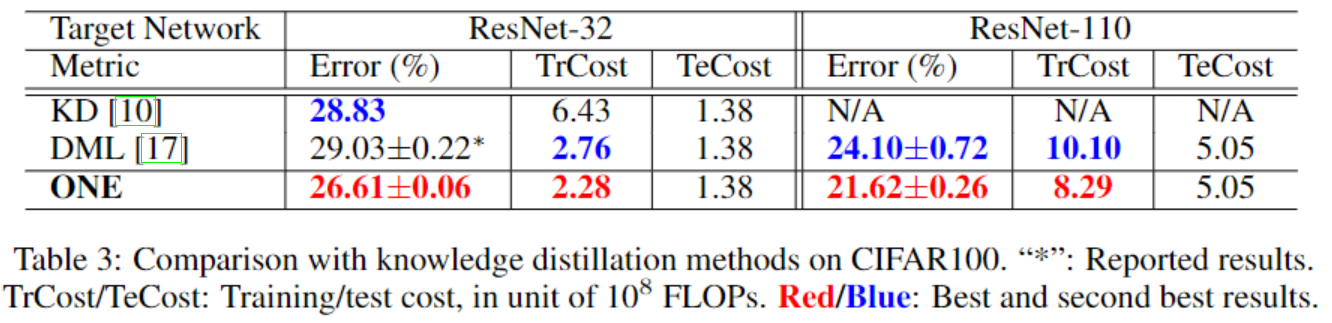 Target Network ResNet-32 ResNet-110
Metric Error (%) TrCost TeCost Error (%) TrCost TeCost
KD [10] 28.83 6.43 1.38 N/A N/A N/A
DML [17] 29.03±0.22* 2.76 1.38 24.10±0.72 10.10 5.05
ONE 26.61±0.06 2.28 1.38 21.62±0.26 8.29 5.05
Table 3: Comparison with knowledge distillation methods on CIFAR100. “*”: Reported results.
TrCost/TeCost: Training/test cost, in unit of 10⁸ FLOPs. Red/Blue: Best and second best results.